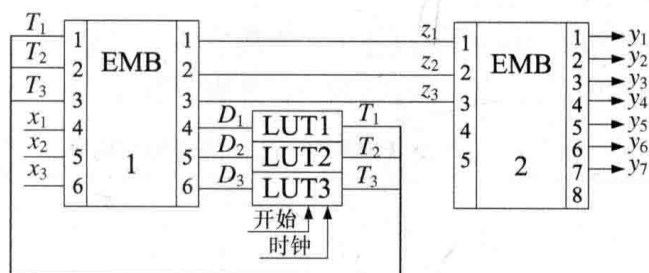 T₁ 1 1 z₁ 1 1 y₁
T₂ 2 EMB 2 z₂ 2 EMB 2 y₂
T₃ 3 3 z₃ 3 3 y₃
x₁ 4 4 D₁ LUT1 T₁ 4 4 y₄
x₂ 5 5 D₂ LUT2 T₂ 5 5 y₅
x₃ 6 1 6 D₃ LUT3 T₃ 2 6 y₆
7 y₇
8
开始
时钟